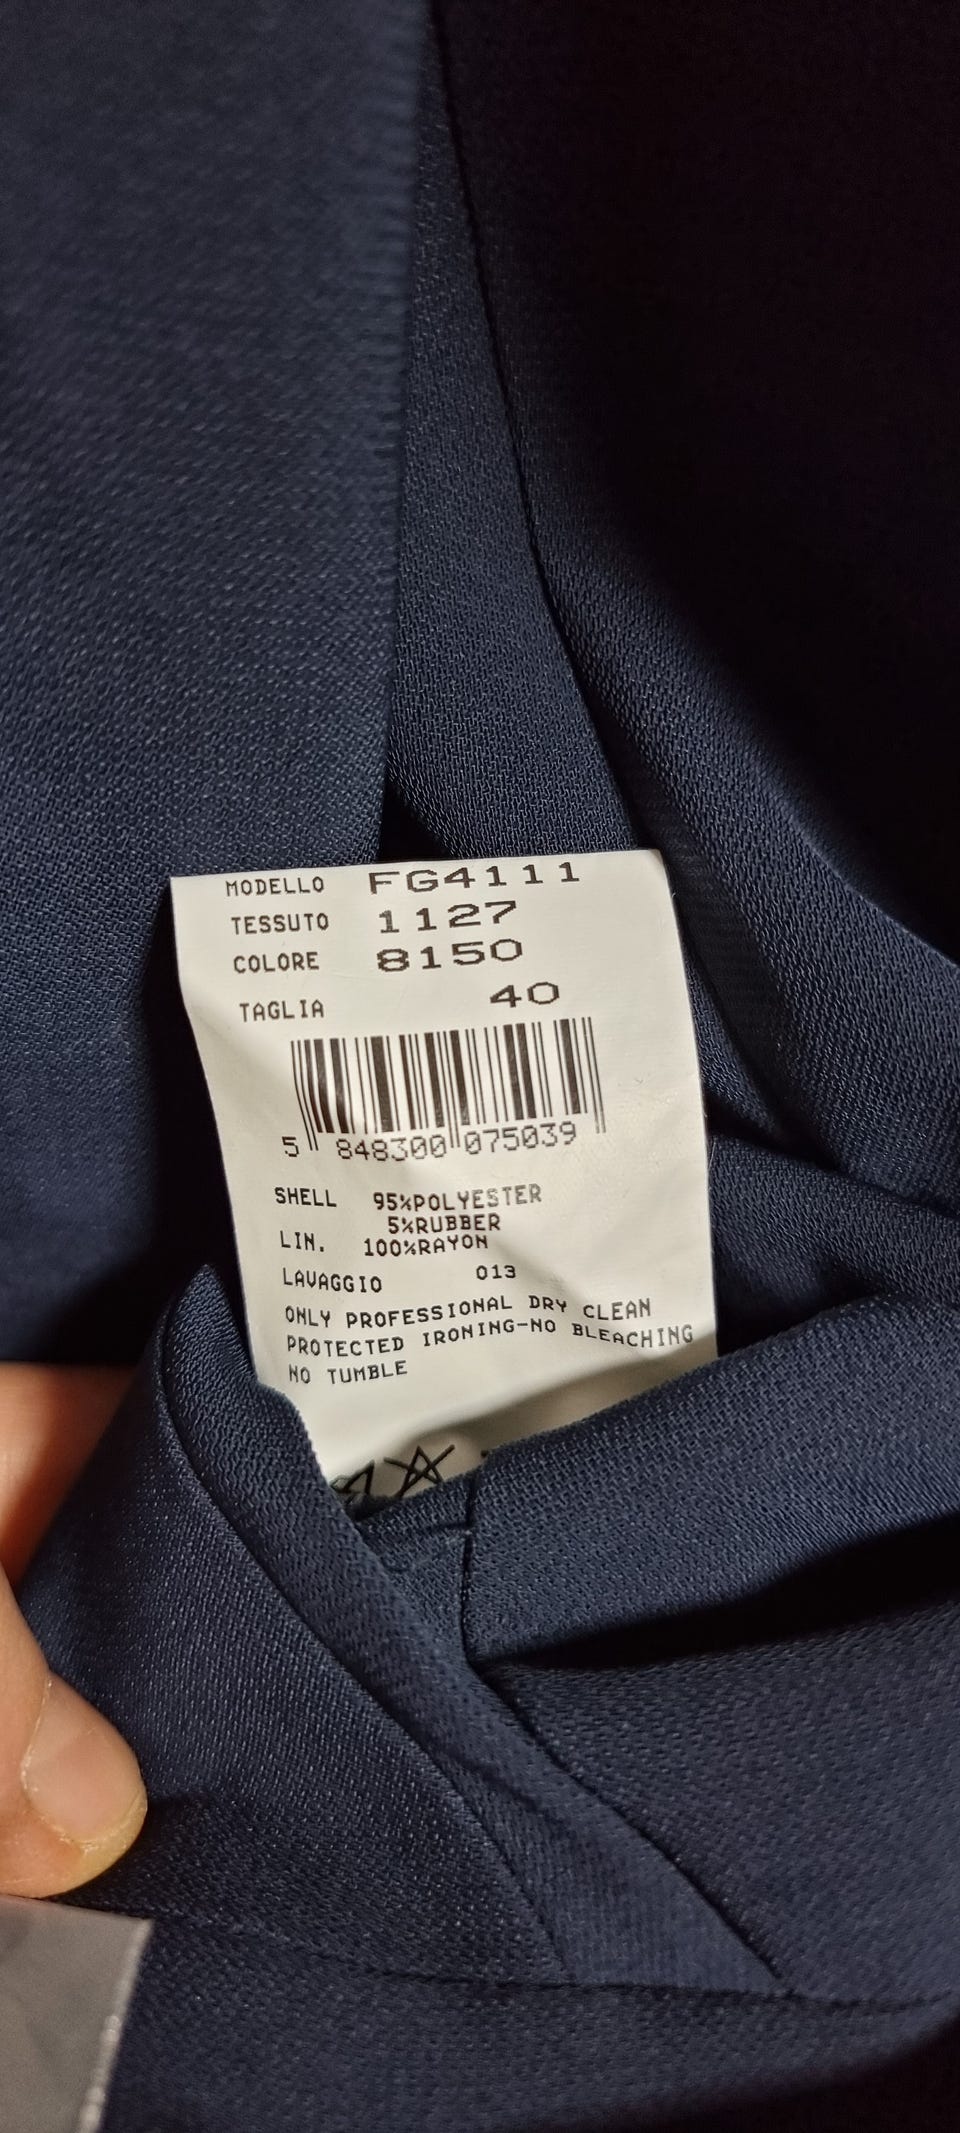 MODELLO FG4111
TESSUTO 1127
COLORE 8150
TAGLIA 40
5 848300 075039
SHELL 95%POLYESTER
5%RUBBER
LIN. 100%RAYON
LAVAGGIO 013
ONLY PROFESSIONAL DRY CLEAN
PROTECTED IRONING-NO BLEACHING
NO TUMBLE